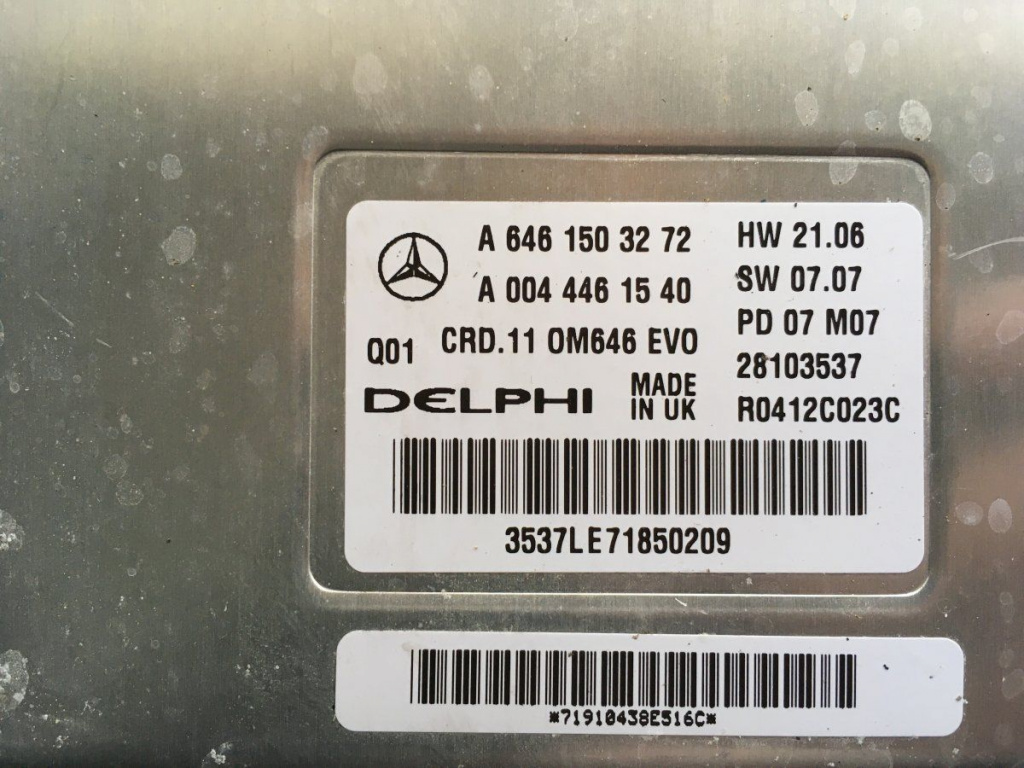 A 646 150 32 72
A 004 446 15 40
Q01 CRD.11 OM646 EVO
DELPHI MADE IN UK
HW 21.06
SW 07.07
PD 07 M07
28103537
R0412C023C
3537LE71850209
*71910438E516C*